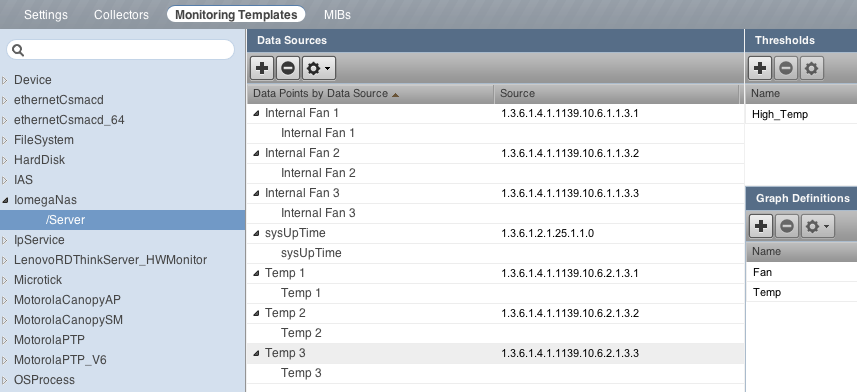 Settings Collectors Monitoring Templates MIBs
Device
ethernetCsmacd
ethernetCsmacd_64
FileSystem
HardDisk
IAS
IomegaNas
/Server
IpService
LenovoRDThinkServer_HWMonitor
Microtick
MotorolaCanopyAP
MotorolaCanopySM
MotorolaPTP
MotorolaPTP_V6
OSProcess
Data Sources
Data Points by Data Source Source
Internal Fan 1 1.3.6.1.4.1.1139.10.6.1.1.3.1
Internal Fan 1
Internal Fan 2 1.3.6.1.4.1.1139.10.6.1.1.3.2
Internal Fan 2
Internal Fan 3 1.3.6.1.4.1.1139.10.6.1.1.3.3
Internal Fan 3
sysUpTime 1.3.6.1.2.1.25.1.1.0
sysUpTime
Temp 1 1.3.6.1.4.1.1139.10.6.2.1.3.1
Temp 1
Temp 2 1.3.6.1.4.1.1139.10.6.2.1.3.2
Temp 2
Temp 3 1.3.6.1.4.1.1139.10.6.2.1.3.3
Temp 3
Thresholds
Name
High_Temp
Graph Definitions
Name
Fan
Temp